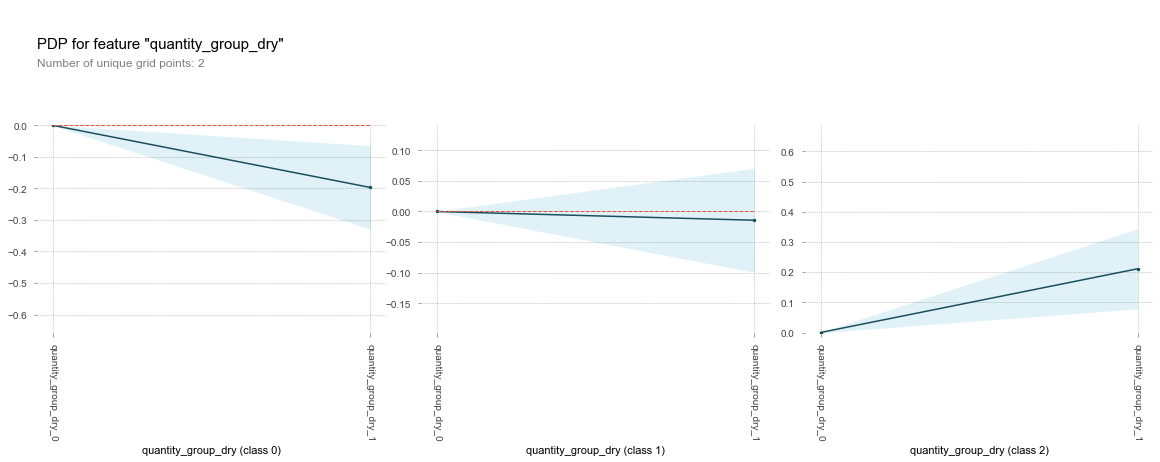 PDP for feature "quantity_group_dry"
Number of unique grid points: 2
0.0
−0.1
−0.2
−0.3
−0.4
−0.5
−0.6
quantity_group_dry_0
quantity_group_dry_1
quantity_group_dry (class 0)
0.10
0.05
0.00
−0.05
−0.10
−0.15
quantity_group_dry_0
quantity_group_dry_1
quantity_group_dry (class 1)
0.6
0.5
0.4
0.3
0.2
0.1
0.0
quantity_group_dry_0
quantity_group_dry_1
quantity_group_dry (class 2)